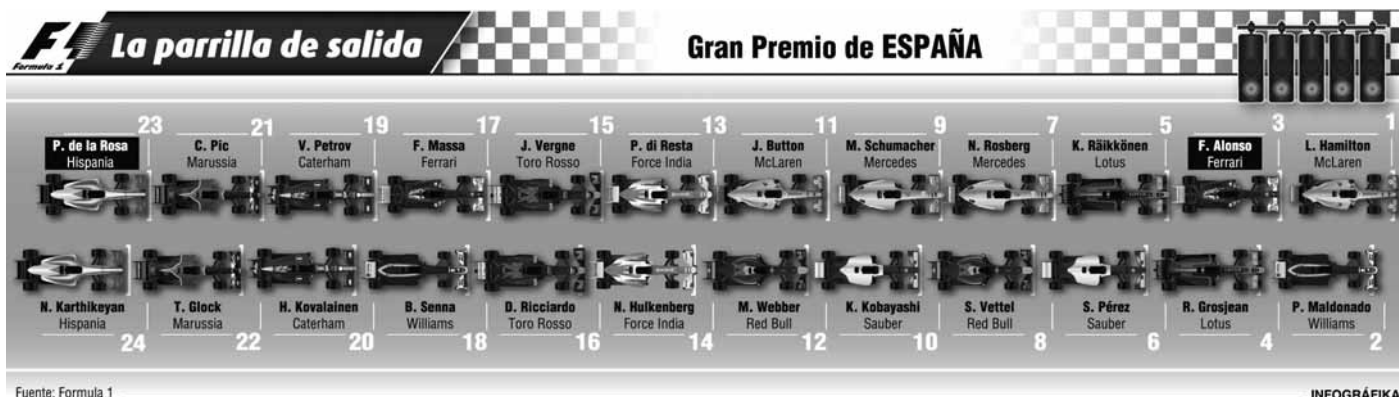 F1
Formula 1
La parrilla de salida
Gran Premio de ESPAÑA
23 21 19 17 15 13 11 9 7 5 3 1
P. de la Rosa C. Pic V. Petrov F. Massa J. Vergne P. di Resta J. Button M. Schumacher N. Rosberg K. Räikkönen F. Alonso L. Hamilton
Hispania Marussia Caterham Ferrari Toro Rosso Force India McLaren Mercedes Mercedes Lotus Ferrari McLaren
N. Karthikeyan T. Glock H. Kovalainen B. Senna D. Ricciardo N. Hulkenberg M. Webber K. Kobayashi S. Vettel S. Pérez R. Grosjean P. Maldonado
Hispania Marussia Caterham Williams Toro Rosso Force India Red Bull Sauber Red Bull Sauber Lotus Williams
24 22 20 18 16 14 12 10 8 6 4 2
Fuente: Formula 1
INFOGRÁFIKA